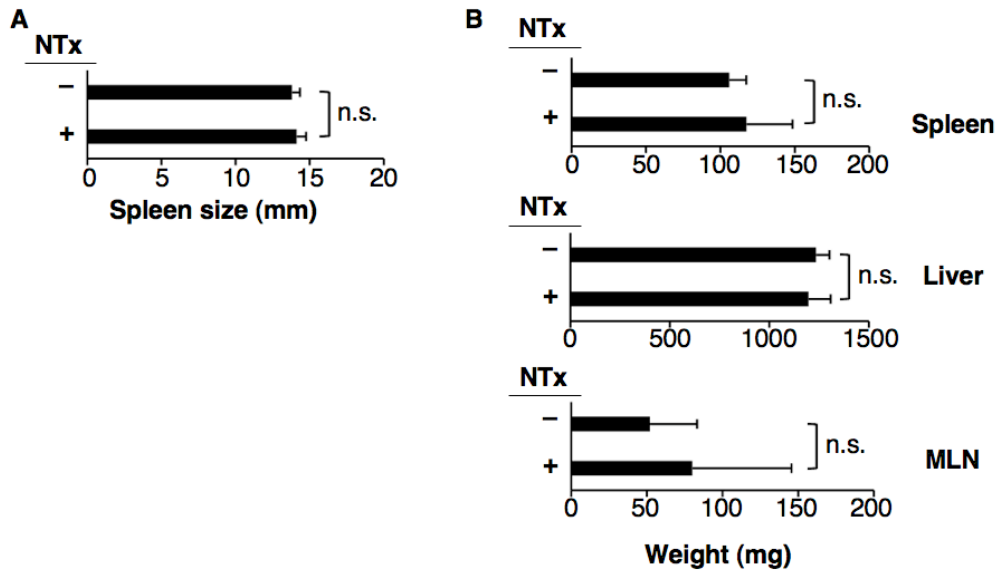 A
NTx
−
+
n.s.
0 5 10 15 20
Spleen size (mm)
B
NTx
−
+
n.s.
Spleen
0 50 100 150 200
NTx
−
+
n.s.
Liver
0 500 1000 1500
NTx
−
+
n.s.
MLN
0 50 100 150 200
Weight (mg)